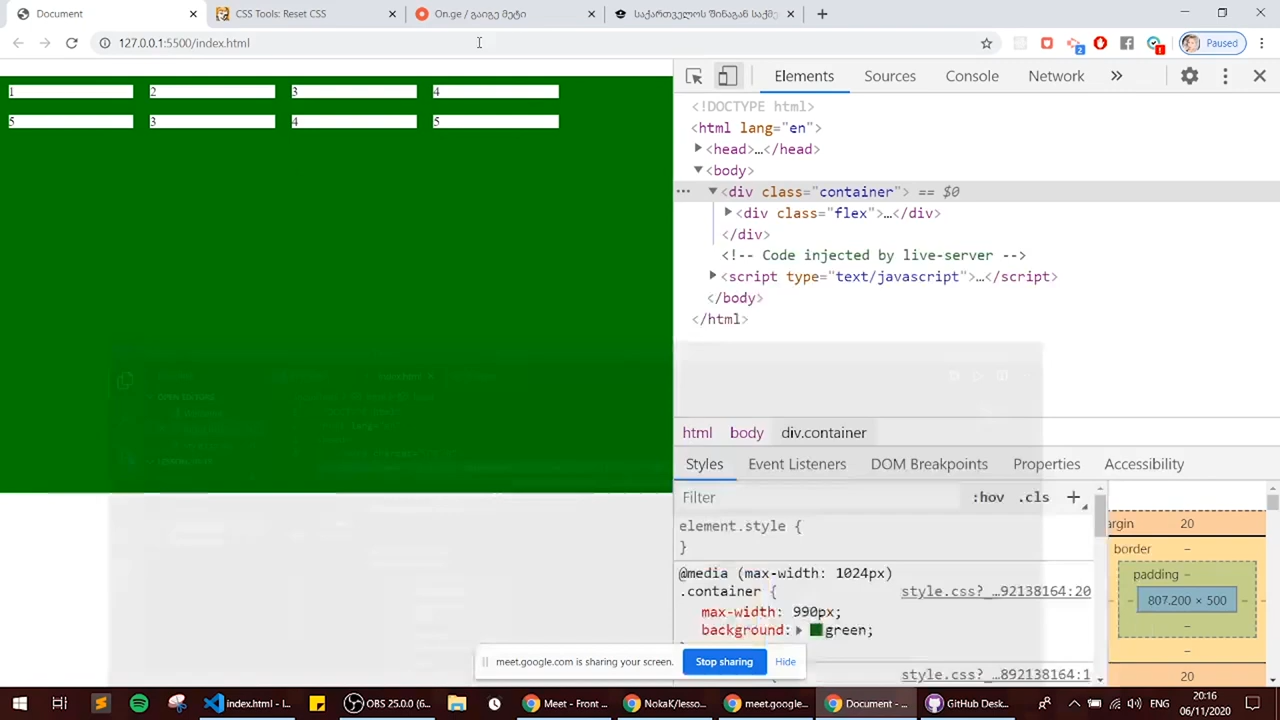 Document
CSS Tools: Reset CSS
On.ge / გაიგე მეტი
საქართველოს შინაგან საქმე
127.0.0.1:5500/index.html
2
1
Paused
1 2 3 4
5 3 4 5
Elements Sources Console Network
<!DOCTYPE html>
<html lang="en">
<head>…</head>
<body>
<div class="container"> == $0
<div class="flex">…</div>
</div>
<!-- Code injected by live-server -->
<script type="text/javascript">…</script>
</body>
</html>
html body div.container
Styles Event Listeners DOM Breakpoints Properties Accessibility
Filter :hov .cls
element.style {
}
@media (max-width: 1024px)
.container { style.css?_…92138164:20
max-width: 990px;
background: green;
style.css?_…892138164:1
argin 20
border –
padding –
807.200 × 500
–
–
20
meet.google.com is sharing your screen. Stop sharing Hide
index.html - I...
OBS 25.0.0 (6...
Meet - Front ...
NokaK/lesso...
meet.google...
Document - ...
GitHub Desk...
ENG
20:16
06/11/2020